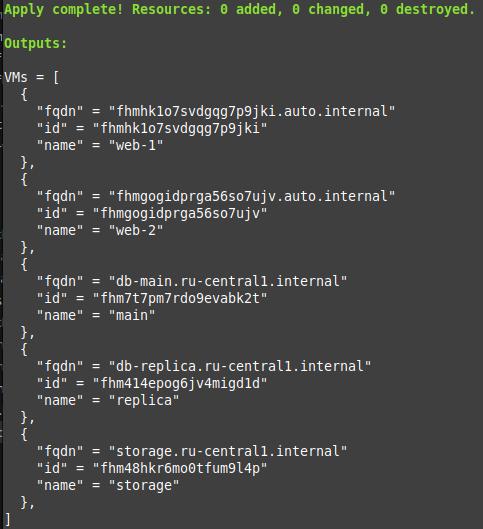 Apply complete! Resources: 0 added, 0 changed, 0 destroyed.
Outputs:
VMs = [
  {
    "fqdn" = "fhmhk1o7svdgqg7p9jki.auto.internal"
    "id" = "fhmhk1o7svdgqg7p9jki"
    "name" = "web-1"
  },
  {
    "fqdn" = "fhmgogidprga56so7ujv.auto.internal"
    "id" = "fhmgogidprga56so7ujv"
    "name" = "web-2"
  },
  {
    "fqdn" = "db-main.ru-central1.internal"
    "id" = "fhm7t7pm7rdo9evabk2t"
    "name" = "main"
  },
  {
    "fqdn" = "db-replica.ru-central1.internal"
    "id" = "fhm414epog6jv4migd1d"
    "name" = "replica"
  },
  {
    "fqdn" = "storage.ru-central1.internal"
    "id" = "fhm48hkr6mo0tfum9l4p"
    "name" = "storage"
  },
]